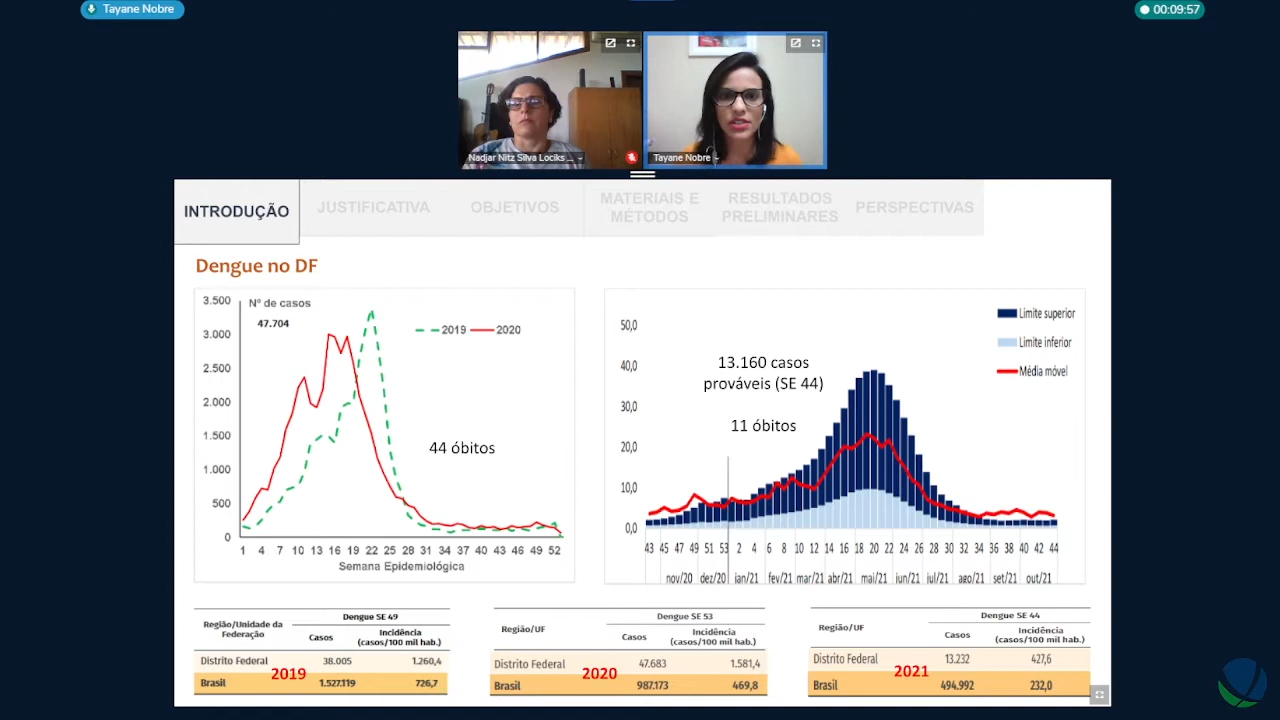 Tayane Nobre
00:09:57
Nadjar Nitz Silva Lociks ...
Tayane Nobre
INTRODUÇÃO
JUSTIFICATIVA
OBJETIVOS
MATERIAIS E
MÉTODOS
RESULTADOS
PRELIMINARES
PERSPECTIVAS
Dengue no DF
Nº de casos
47.704
2019
2020
3.500
3.000
2.500
2.000
1.500
1.000
500
0
44 óbitos
1 4 7 10 13 16 19 22 25 28 31 34 37 40 43 46 49 52
Semana Epidemiológica
50,0
40,0
30,0
20,0
10,0
0,0
13.160 casos
prováveis (SE 44)
11 óbitos
Limite superior
Limite inferior
Média móvel
43 45 47 49 51 53 2 4 6 8 10 12 14 16 18 20 22 24 26 28 30 32 34 36 38 40 42 44
nov/20 dez/20 jan/21 fev/21 mar/21 abr/21 mai/21 jun/21 jul/21 ago/21 set/21 out/21
Região/Unidade da
Federação
Dengue SE 49
Casos
Incidência
(casos/100 mil hab.)
Distrito Federal 38.005 1.260,4
Brasil 1.527.119 726,7
2019
Região/UF
Dengue SE 53
Casos
Incidência
(casos/100 mil hab.)
Distrito Federal 47.683 1.581,4
Brasil 987.173 469,8
2020
Região/UF
Dengue SE 44
Casos
Incidência
(casos/100 mil hab.)
Distrito Federal 13.232 427,6
Brasil 494.992 232,0
2021